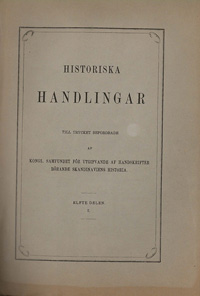 HISTORISKA
HANDLINGAR
TILL TRYCKET BEFORDRADE
AF
KONGL. SAMFUNDET FÖR UTGIFVANDE AF HANDSKRIFTER
RÖRANDE SKANDINAVIENS HISTORIA.
ELFTE DELEN